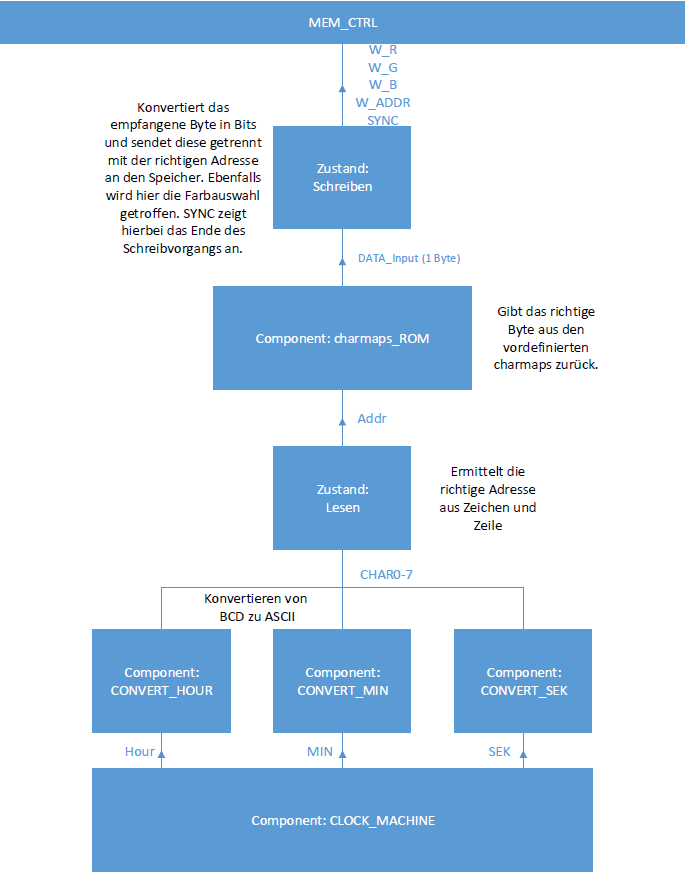 MEM_CTRL
W_R
W_G
W_B
W_ADDR
SYNC
Konvertiert das
empfangene Byte in Bits
und sendet diese getrennt
mit der richtigen Adresse
an den Speicher. Ebenfalls
wird hier die Farbauswahl
getroffen. SYNC zeigt
hierbei das Ende des
Schreibvorgangs an.
Zustand:
Schreiben
DATA_Input (1 Byte)
Component: charmaps_ROM
Gibt das richtige
Byte aus den
vordefinierten
charmaps zurück.
Addr
Zustand:
Lesen
Ermittelt die
richtige Adresse
aus Zeichen und
Zeile
CHAR0-7
Konvertieren von
BCD zu ASCII
Component:
CONVERT_HOUR
Component:
CONVERT_MIN
Component:
CONVERT_SEK
Hour
MIN
SEK
Component: CLOCK_MACHINE